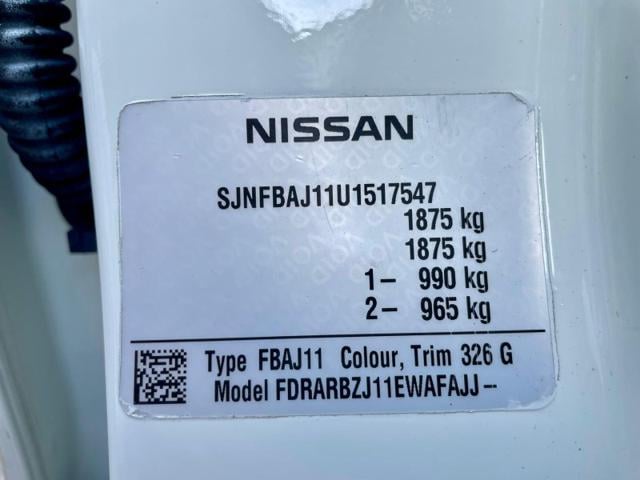 NISSAN
SJNFBAJ11U1517547
1875 kg
1875 kg
1– 990 kg
2– 965 kg
Type FBAJ11 Colour, Trim 326 G
Model FDRARBZJ11EWAFAJJ--